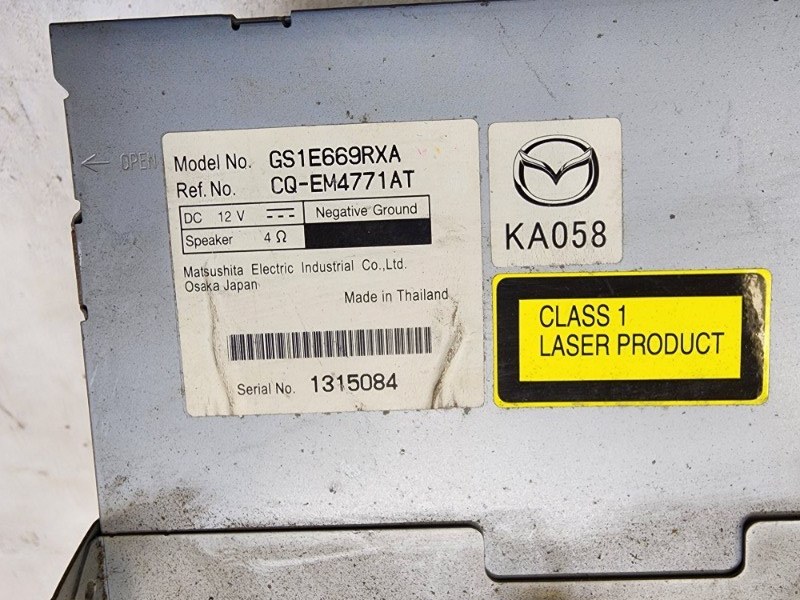 OPEN
Model No. GS1E669RXA
Ref. No. CQ-EM4771AT
DC 12 V Negative Ground
Speaker 4 Ω
Matsushita Electric Industrial Co.,Ltd.
Osaka Japan
Made in Thailand
Serial No. 1315084
KA058
CLASS 1
LASER PRODUCT